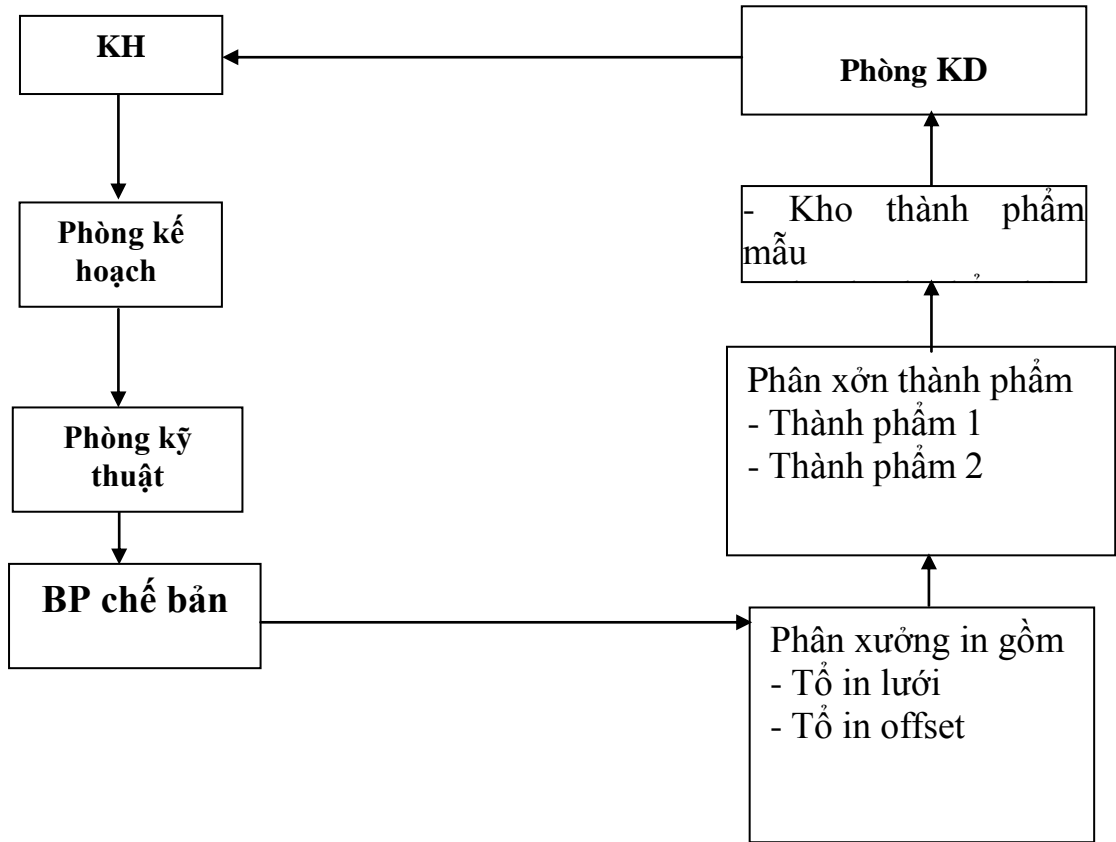 KH
Phòng KD
Phòng kế
hoạch
- Kho thành phẩm
mẫu
Phân xởn thành phẩm
- Thành phẩm 1
- Thành phẩm 2
Phòng kỹ
thuật
BP chế bản
Phân xưởng in gồm
- Tổ in lưới
- Tổ in offset